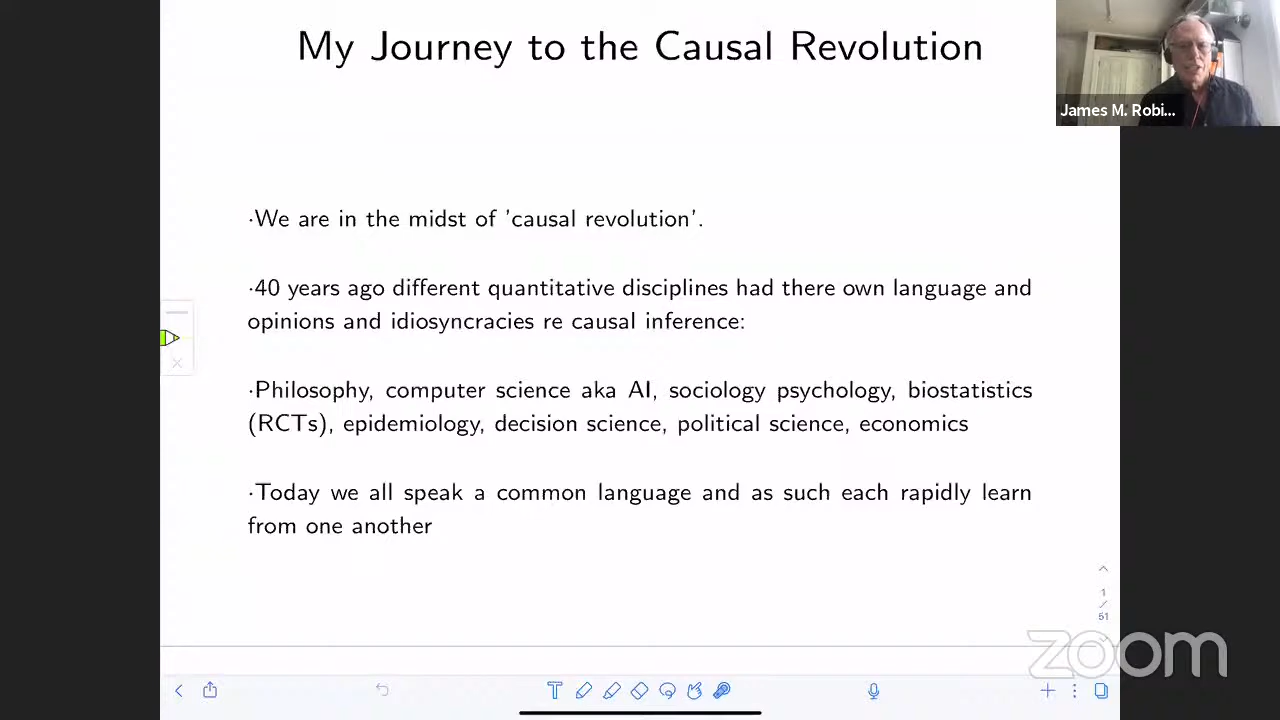 My Journey to the Causal Revolution
James M. Robi...
·We are in the midst of 'causal revolution'.
·40 years ago different quantitative disciplines had there own language and
opinions and idiosyncracies re causal inference:
·Philosophy, computer science aka AI, sociology psychology, biostatistics
(RCTs), epidemiology, decision science, political science, economics
·Today we all speak a common language and as such each rapidly learn
from one another
1
/
51
zoom
T